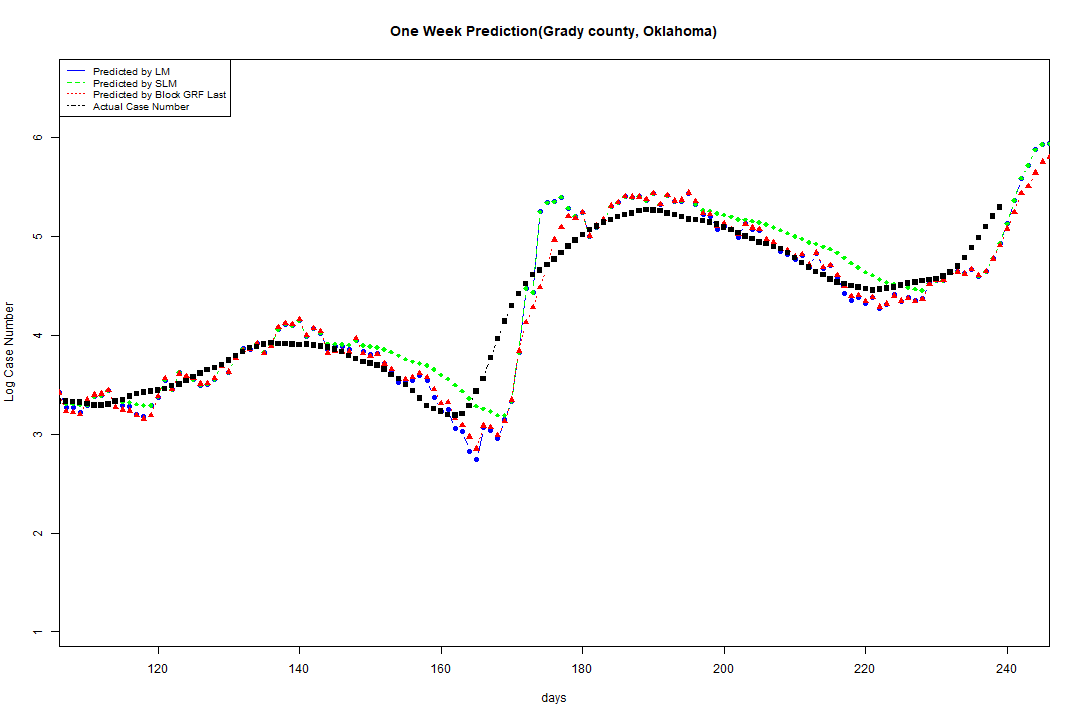 One Week Prediction(Grady county, Oklahoma)
Predicted by LM
Predicted by SLM
Predicted by Block GRF Last
Actual Case Number
6
5
4
3
2
1
Log Case Number
120 140 160 180 200 220 240
days